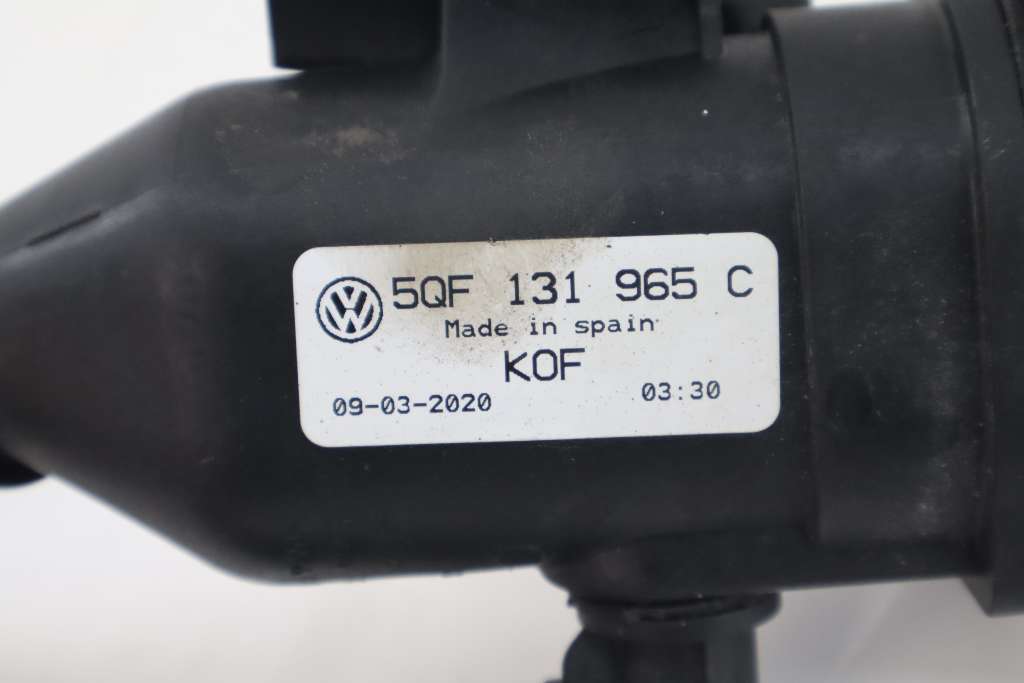 5QF 131 965 C
Made in spain
KOF
09-03-2020 03:30